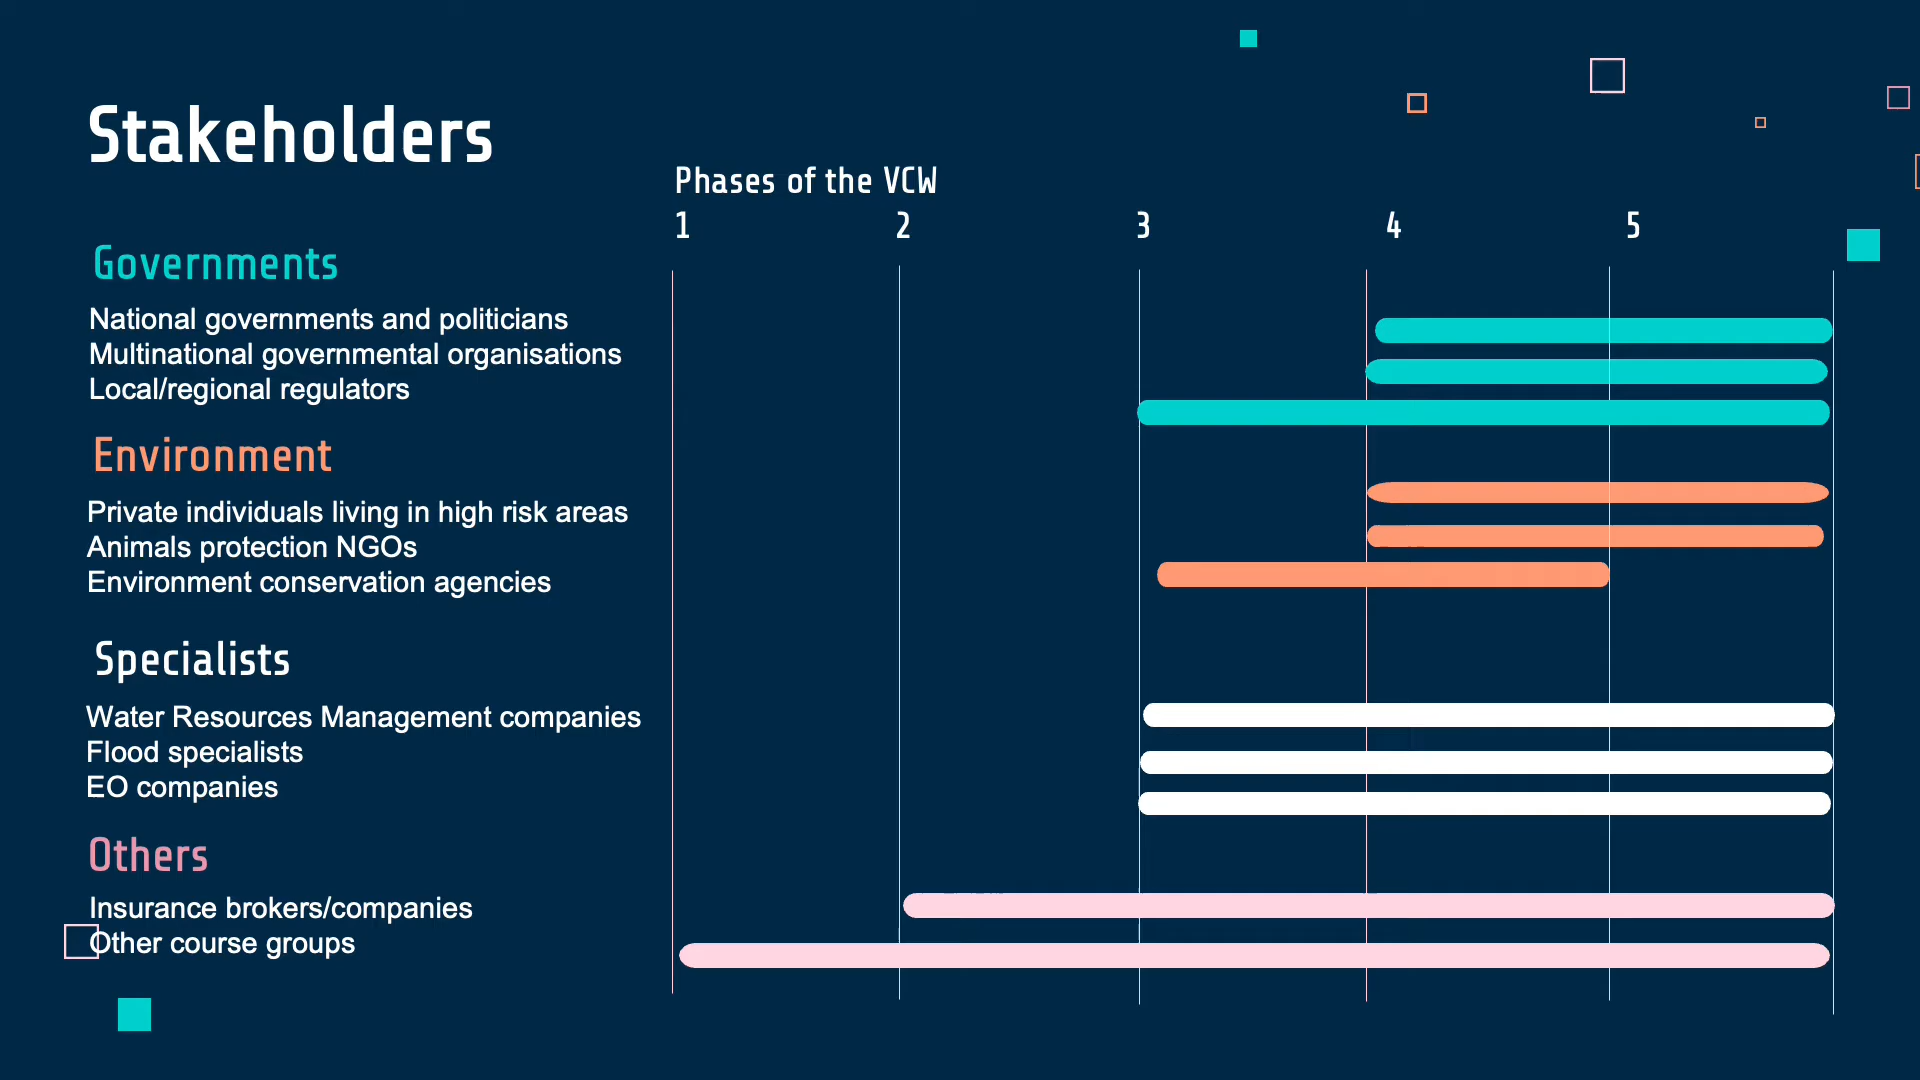 Stakeholders
Phases of the VCW
1 2 3 4 5
Governments
National governments and politicians
Multinational governmental organisations
Local/regional regulators
Environment
Private individuals living in high risk areas
Animals protection NGOs
Environment conservation agencies
Specialists
Water Resources Management companies
Flood specialists
EO companies
Others
Insurance brokers/companies
Other course groups